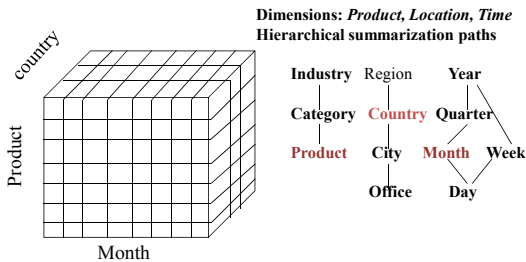 Dimensions: Product, Location, Time
Hierarchical summarization paths
country
Product
Month
Industry Region Year
Category Country Quarter
Product City Month Week
Office Day